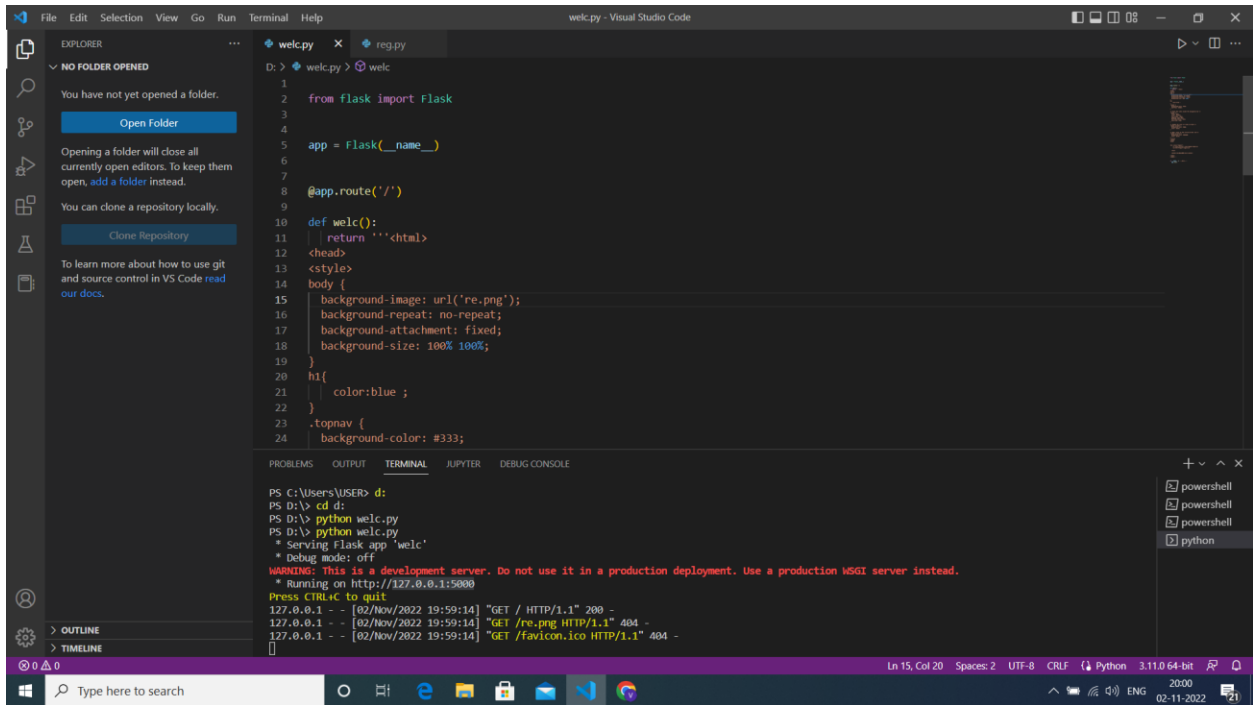 File Edit Selection View Go Run Terminal Help
welc.py - Visual Studio Code
EXPLORER
NO FOLDER OPENED
You have not yet opened a folder.
Open Folder
Opening a folder will close all
currently open editors. To keep them
open, add a folder instead.
You can clone a repository locally.
Clone Repository
To learn more about how to use git
and source control in VS Code read
our docs.
OUTLINE
TIMELINE
welc.py
reg.py
D: > welc.py > welc
1
2 from flask import Flask
3
4
5 app = Flask(__name__)
6
7
8 @app.route('/')
9
10 def welc():
11 return '''<html>
12 <head>
13 <style>
14 body {
15 background-image: url('re.png');
16 background-repeat: no-repeat;
17 background-attachment: fixed;
18 background-size: 100% 100%;
19 }
20 h1{
21 color:blue ;
22 }
23 .topnav {
24 background-color: #333;
PROBLEMS OUTPUT TERMINAL JUPYTER DEBUG CONSOLE
PS C:\Users\USER> d:
PS D:\> cd d:
PS D:\> python welc.py
PS D:\> python welc.py
* Serving Flask app 'welc'
* Debug mode: off
WARNING: This is a development server. Do not use it in a production deployment. Use a production WSGI server instead.
* Running on http://127.0.0.1:5000
Press CTRL+C to quit
127.0.0.1 - - [02/Nov/2022 19:59:14] "GET / HTTP/1.1" 200 -
127.0.0.1 - - [02/Nov/2022 19:59:14] "GET /re.png HTTP/1.1" 404 -
127.0.0.1 - - [02/Nov/2022 19:59:14] "GET /favicon.ico HTTP/1.1" 404 -
powershell
powershell
powershell
python
0 0
Ln 15, Col 20 Spaces: 2 UTF-8 CRLF Python 3.11.0 64-bit
Type here to search
ENG
20:00
02-11-2022
21